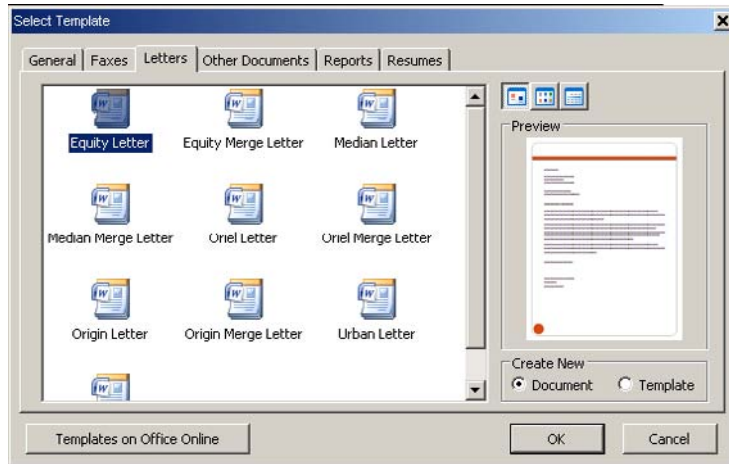 Select Template
General Faxes Letters Other Documents Reports Resumes
Equity Letter Equity Merge Letter Median Letter
Median Merge Letter Oriel Letter Oriel Merge Letter
Origin Letter Origin Merge Letter Urban Letter
Preview
Create New
Document Template
Templates on Office Online OK Cancel